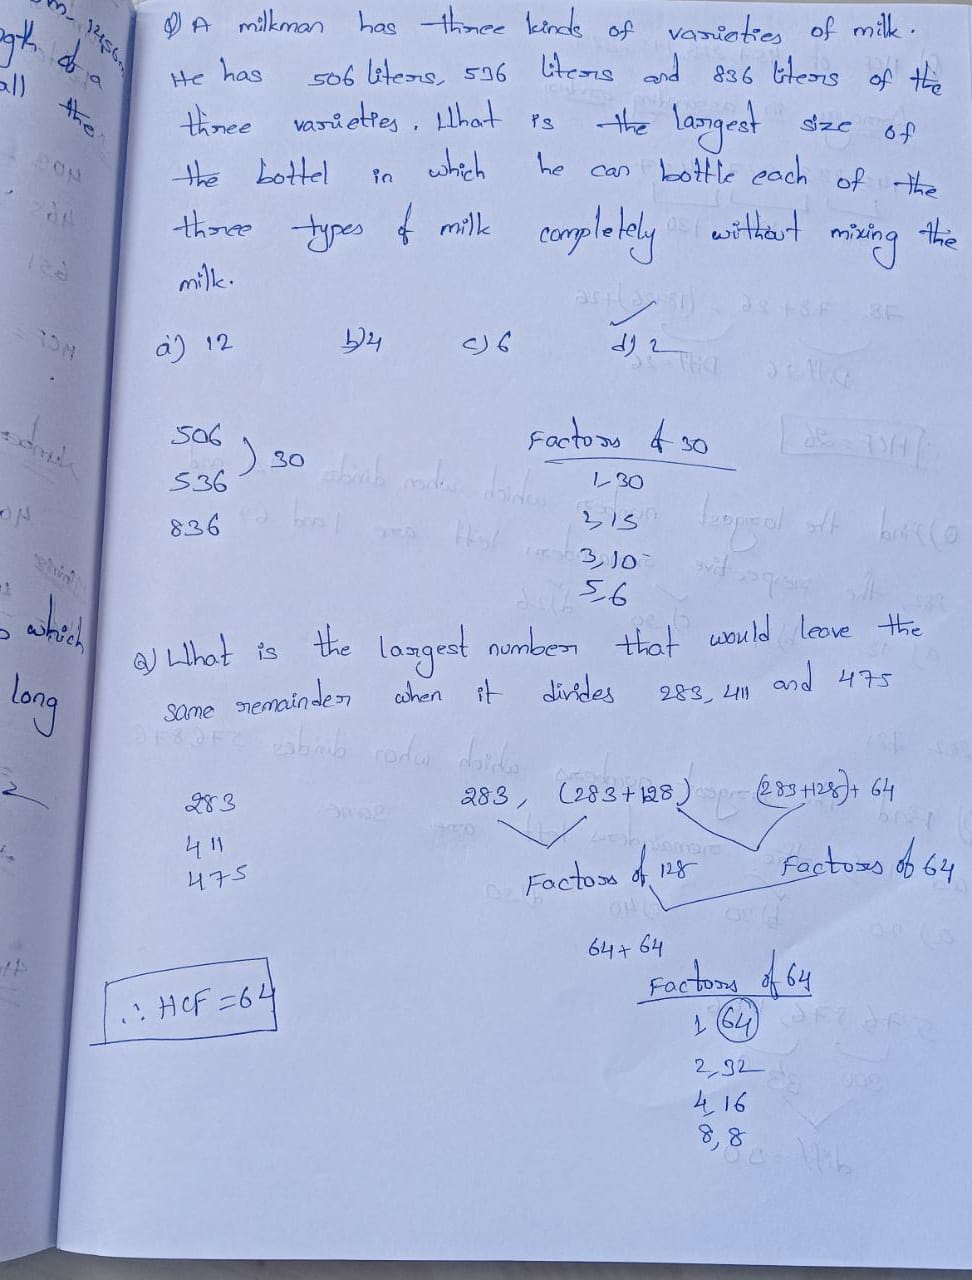 Q) A milkman has three kinds of varieties of milk.
He has 506 liters, 536 liters and 836 liters of the
three varieties. What is the largest size of
the bottel in which he can bottle each of the
three types of milk completely without mixing the
milk.
a) 12 b) 4 c) 6 d) 2
506
536 ) 30
836
Factors of 30
1, 30
2, 15
3, 10
5, 6
Q) What is the largest number that would leave the
same remainder when it divides 283, 411 and 475
283
411
475
283, (283+128) (283+128)+64
Factors of 128 Factors of 64
64+64
Factors of 64
1 64
2, 32
4, 16
8, 8
∴ HCF = 64
all
the
which
long